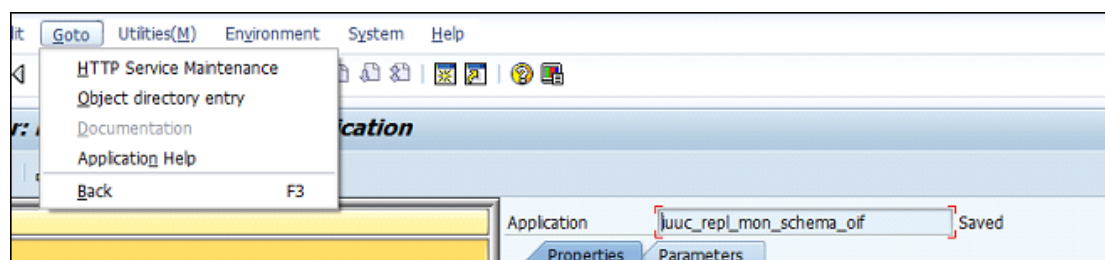 Goto Utilities(M) Environment System Help
HTTP Service Maintenance
Object directory entry
Documentation
ication
Application Help
Back F3
Application iuuc_repl_mon_schema_oif Saved
Properties Parameters